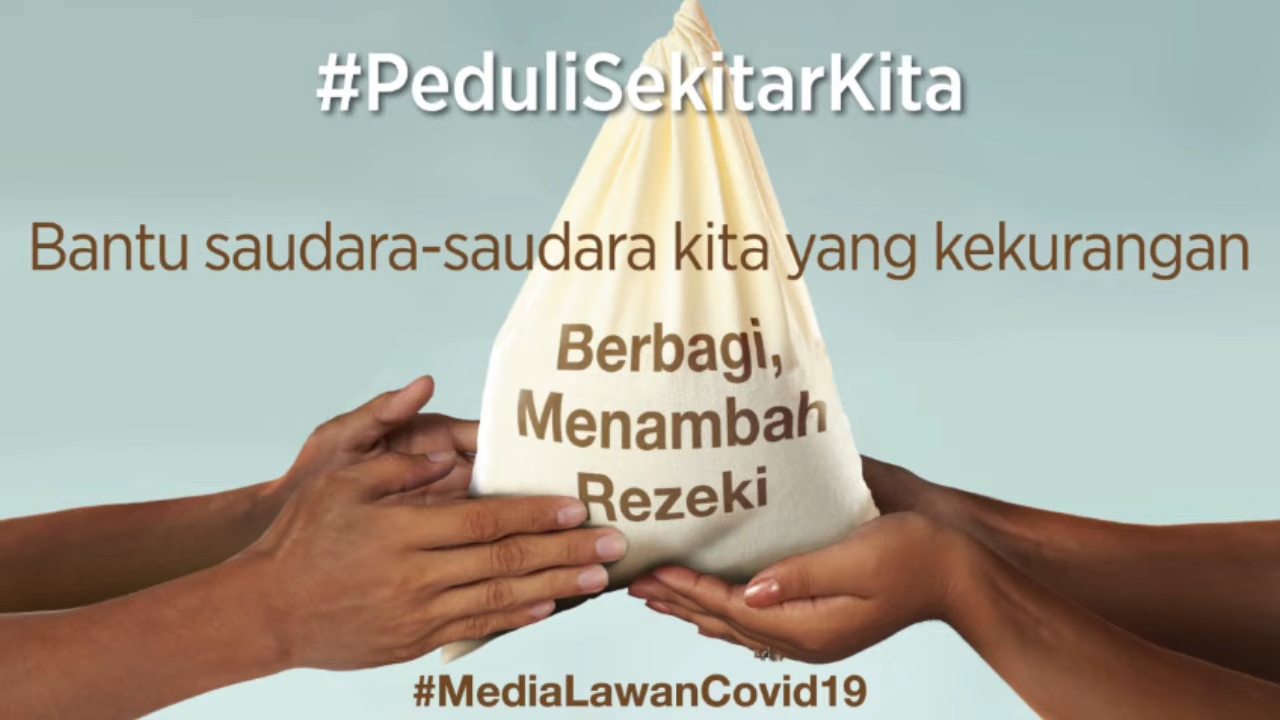 #PeduliSekitarKita
Bantu saudara-saudara kita yang kekurangan
Berbagi,
Menambah
Rezeki
#MediaLawanCovid19